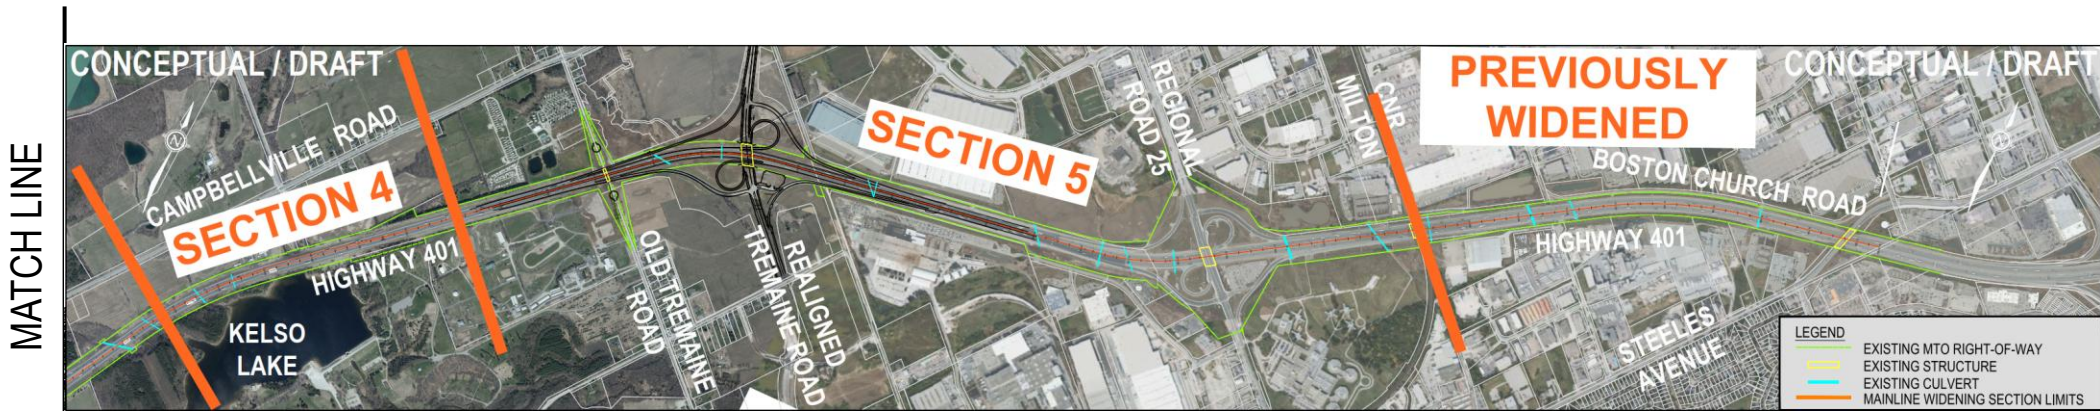 MATCH LINE
CONCEPTUAL / DRAFT
CAMPBELLVILLE ROAD
SECTION 4
HIGHWAY 401
KELSO
LAKE
OLD TREMAINE
ROAD
REALIGNED
TREMAINE ROAD
SECTION 5
REGIONAL
ROAD 25
CNR
MILTON
PREVIOUSLY
WIDENED
CONCEPTUAL / DRAFT
BOSTON CHURCH ROAD
HIGHWAY 401
STEELES
AVENUE
LEGEND
EXISTING MTO RIGHT-OF-WAY
EXISTING STRUCTURE
EXISTING CULVERT
MAINLINE WIDENING SECTION LIMITS